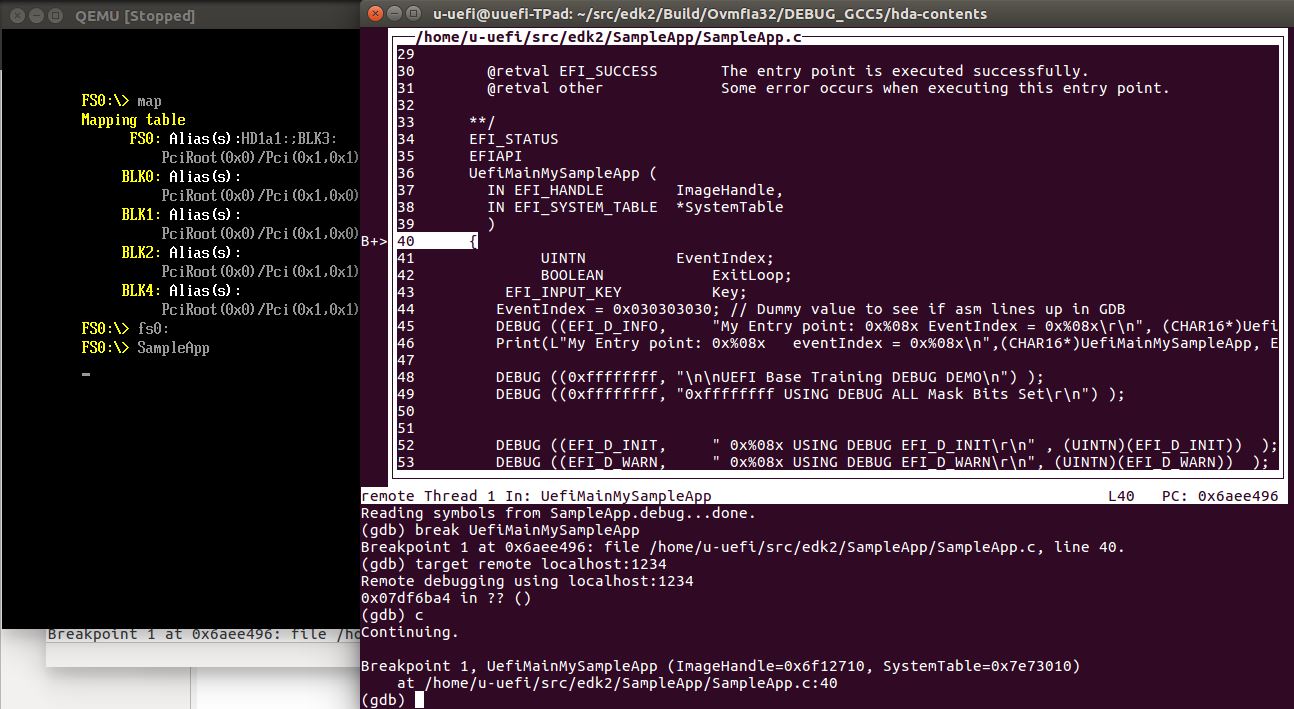 QEMU [Stopped]
FS0:\> map
Mapping table
FS0: Alias(s):HD1a1:;BLK3:
PciRoot(0x0)/Pci(0x1,0x1)
BLK0: Alias(s):
PciRoot(0x0)/Pci(0x1,0x0)
BLK1: Alias(s):
PciRoot(0x0)/Pci(0x1,0x0)
BLK2: Alias(s):
PciRoot(0x0)/Pci(0x1,0x1)
BLK4: Alias(s):
PciRoot(0x0)/Pci(0x1,0x1)
FS0:\> fs0:
FS0:\> SampleApp
_
Breakpoint 1 at 0x6aee496: file /ho
u-uefi@uuefi-TPad: ~/src/edk2/Build/OvmfIa32/DEBUG_GCC5/hda-contents
/home/u-uefi/src/edk2/SampleApp/SampleApp.c
29
30 @retval EFI_SUCCESS The entry point is executed successfully.
31 @retval other Some error occurs when executing this entry point.
32
33 **/
34 EFI_STATUS
35 EFIAPI
36 UefiMainMySampleApp (
37 IN EFI_HANDLE ImageHandle,
38 IN EFI_SYSTEM_TABLE *SystemTable
39 )
B+> 40 {
41 UINTN EventIndex;
42 BOOLEAN ExitLoop;
43 EFI_INPUT_KEY Key;
44 EventIndex = 0x030303030; // Dummy value to see if asm lines up in GDB
45 DEBUG ((EFI_D_INFO, "My Entry point: 0x%08x EventIndex = 0x%08x\r\n", (CHAR16*)Uefi
46 Print(L"My Entry point: 0x%08x eventIndex = 0x%08x\n",(CHAR16*)UefiMainMySampleApp, E
47
48 DEBUG ((0xffffffff, "\n\nUEFI Base Training DEBUG DEMO\n") );
49 DEBUG ((0xffffffff, "0xffffffff USING DEBUG ALL Mask Bits Set\r\n") );
50
51
52 DEBUG ((EFI_D_INIT, " 0x%08x USING DEBUG EFI_D_INIT\r\n" , (UINTN)(EFI_D_INIT)) );
53 DEBUG ((EFI_D_WARN, " 0x%08x USING DEBUG EFI_D_WARN\r\n", (UINTN)(EFI_D_WARN)) );
remote Thread 1 In: UefiMainMySampleApp L40 PC: 0x6aee496
Reading symbols from SampleApp.debug...done.
(gdb) break UefiMainMySampleApp
Breakpoint 1 at 0x6aee496: file /home/u-uefi/src/edk2/SampleApp/SampleApp.c, line 40.
(gdb) target remote localhost:1234
Remote debugging using localhost:1234
0x07df6ba4 in ?? ()
(gdb) c
Continuing.
Breakpoint 1, UefiMainMySampleApp (ImageHandle=0x6f12710, SystemTable=0x7e73010)
at /home/u-uefi/src/edk2/SampleApp/SampleApp.c:40
(gdb)